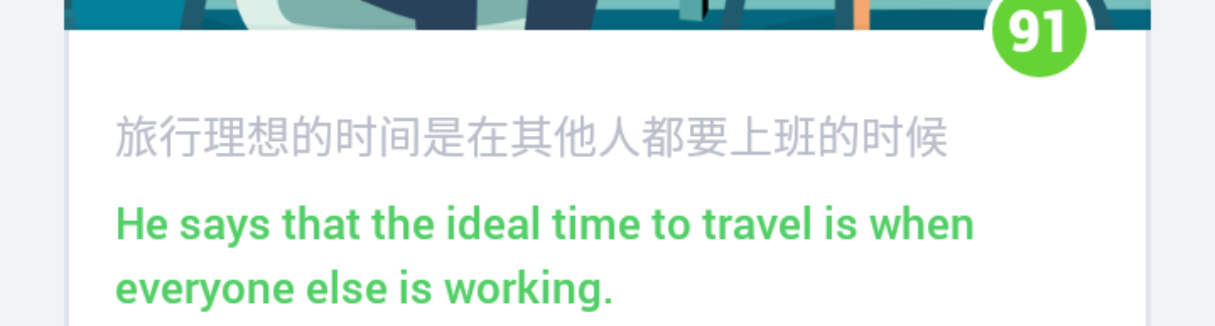 91
旅行理想的时间是在其他人都要上班的时候
He says that the ideal time to travel is when
everyone else is working.